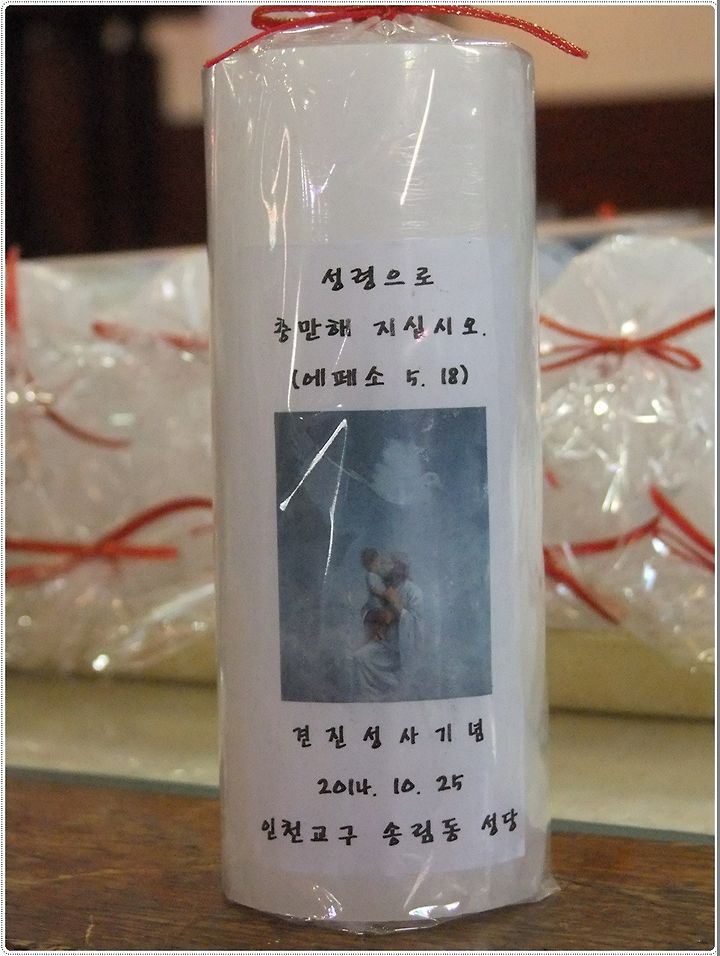 성령으로
충만해 지십시오.
(에페소 5. 18)
견진성사기념
2014. 10. 25
인천교구 송림동 성당